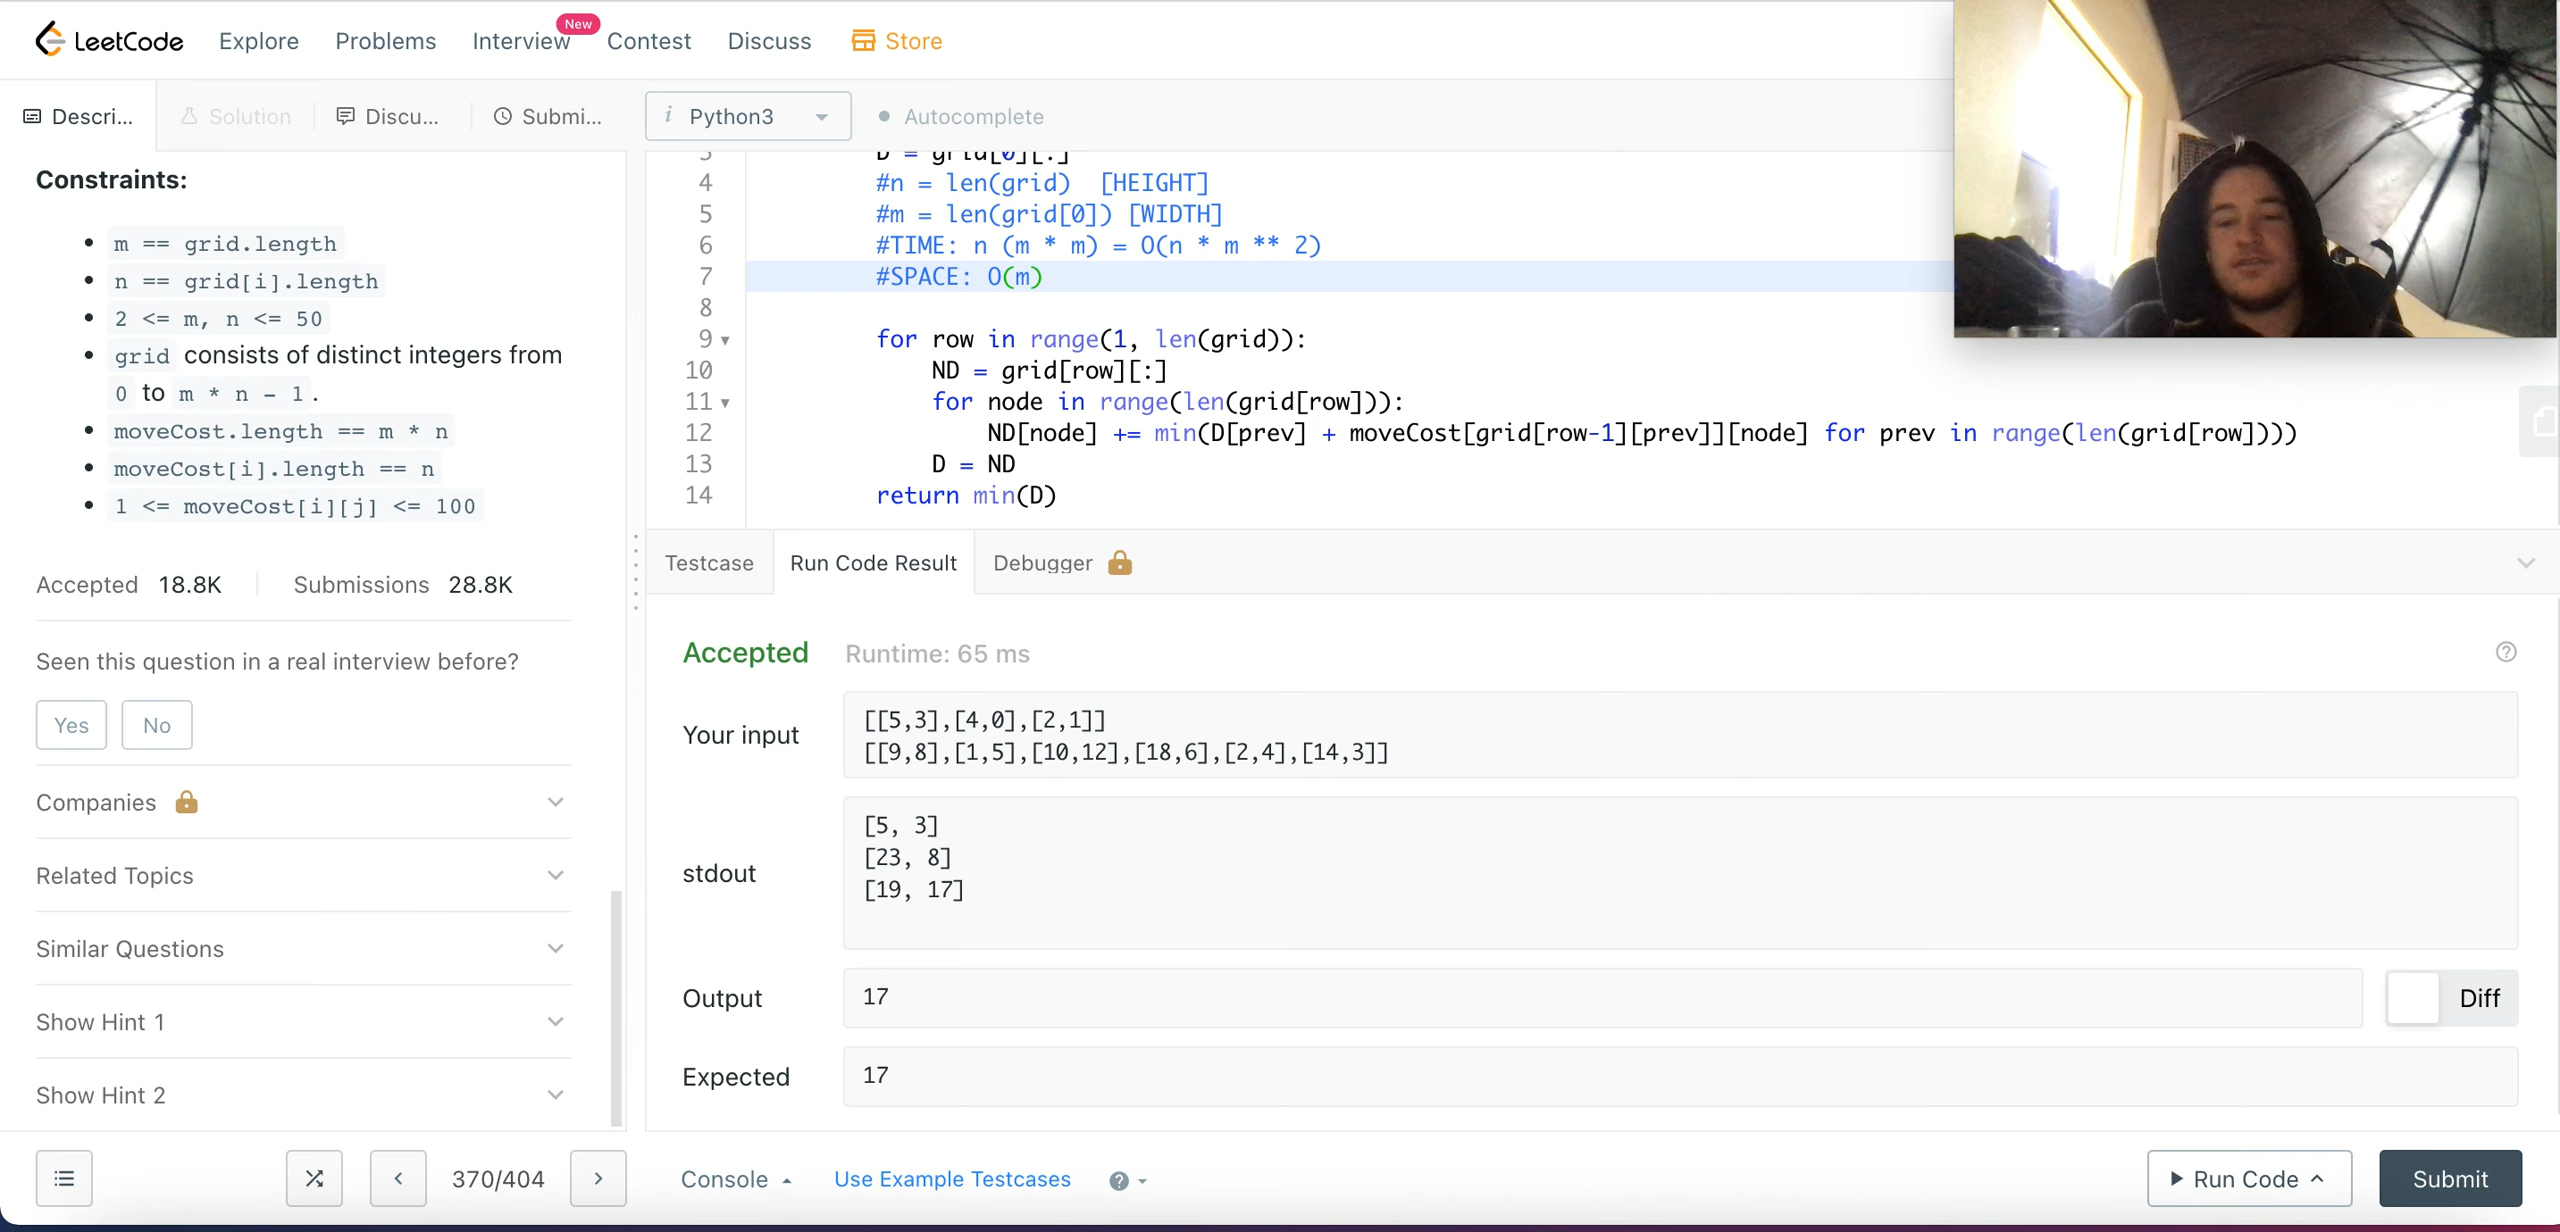 LeetCode
Explore
Problems
Interview
New
Contest
Discuss
Store
Descri...
Solution
Discu...
Submi...
i Python3
Autocomplete
Constraints:
m == grid.length
n == grid[i].length
2 <= m, n <= 50
grid consists of distinct integers from
0 to m * n - 1.
moveCost.length == m * n
moveCost[i].length == n
1 <= moveCost[i][j] <= 100
Accepted 18.8K
Submissions 28.8K
Seen this question in a real interview before?
Yes
No
Companies
Related Topics
Similar Questions
Show Hint 1
Show Hint 2
370/404
3 D = grid[0][:]
4 #n = len(grid)  [HEIGHT]
5 #m = len(grid[0]) [WIDTH]
6 #TIME: n (m * m) = O(n * m ** 2)
7 #SPACE: O(m)
8
9 for row in range(1, len(grid)):
10 ND = grid[row][:]
11 for node in range(len(grid[row])):
12 ND[node] += min(D[prev] + moveCost[grid[row-1][prev]][node] for prev in range(len(grid[row])))
13 D = ND
14 return min(D)
Testcase
Run Code Result
Debugger
Accepted
Runtime: 65 ms
Your input
[[5,3],[4,0],[2,1]]
[[9,8],[1,5],[10,12],[18,6],[2,4],[14,3]]
stdout
[5, 3]
[23, 8]
[19, 17]
Output
17
Diff
Expected
17
Console
Use Example Testcases
Run Code
Submit